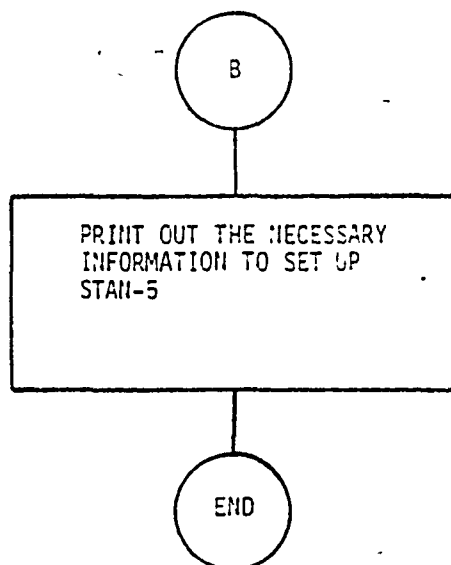 B
PRINT OUT THE NECESSARY
INFORMATION TO SET UP
STAN-5
END